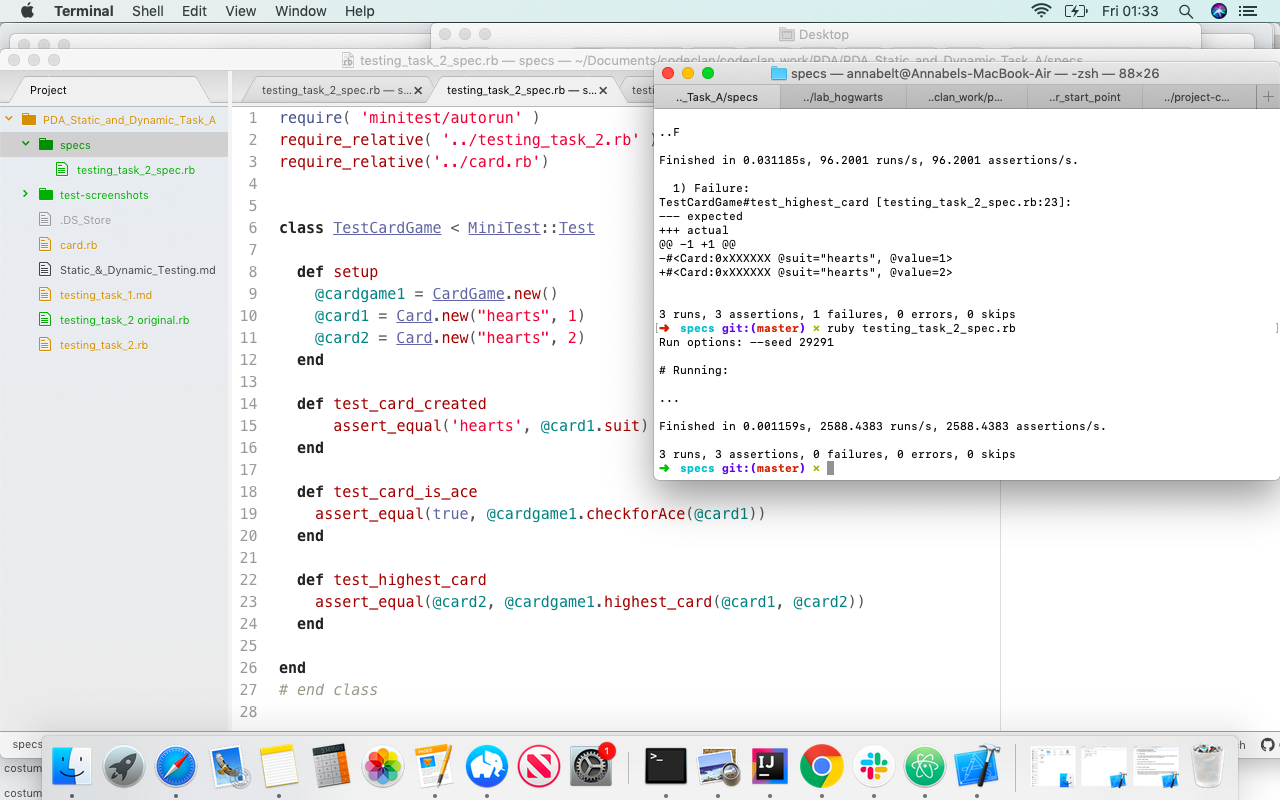 Terminal Shell Edit View Window Help Fri 01:33
Desktop
testing_task_2_spec.rb — specs — ~/Documents/codeclan/codeclan_work/PDA/PDA_Static_and_Dynamic_Task_A/specs
Project
PDA_Static_and_Dynamic_Task_A
specs
testing_task_2_spec.rb
test-screenshots
.DS_Store
card.rb
Static_&_Dynamic_Testing.md
testing_task_1.md
testing_task_2 original.rb
testing_task_2.rb
testing_task_2_spec.rb — s...
testing_task_2_spec.rb — s...
1 require( 'minitest/autorun' )
2 require_relative( '../testing_task_2.rb' )
3 require_relative('../card.rb')
4
5
6 class TestCardGame < MiniTest::Test
7
8 def setup
9 @cardgame1 = CardGame.new()
10 @card1 = Card.new("hearts", 1)
11 @card2 = Card.new("hearts", 2)
12 end
13
14 def test_card_created
15 assert_equal('hearts', @card1.suit)
16 end
17
18 def test_card_is_ace
19 assert_equal(true, @cardgame1.checkforAce(@card1))
20 end
21
22 def test_highest_card
23 assert_equal(@card2, @cardgame1.highest_card(@card1, @card2))
24 end
25
26 end
27 # end class
28
specs — annabelt@Annabels-MacBook-Air — -zsh — 88×26
.._Task_A/specs ../lab_hogwarts ..clan_work/p... ..r_start_point ../project-c...
..F
Finished in 0.031185s, 96.2001 runs/s, 96.2001 assertions/s.
1) Failure:
TestCardGame#test_highest_card [testing_task_2_spec.rb:23]:
--- expected
+++ actual
@@ -1 +1 @@
-#<Card:0xXXXXXX @suit="hearts", @value=1>
+#<Card:0xXXXXXX @suit="hearts", @value=2>
3 runs, 3 assertions, 1 failures, 0 errors, 0 skips
[➜ specs git:(master) × ruby testing_task_2_spec.rb ]
Run options: --seed 29291
# Running:
...
Finished in 0.001159s, 2588.4383 runs/s, 2588.4383 assertions/s.
3 runs, 3 assertions, 0 failures, 0 errors, 0 skips
➜ specs git:(master) ×
specs
costum
costum
PAGES
1